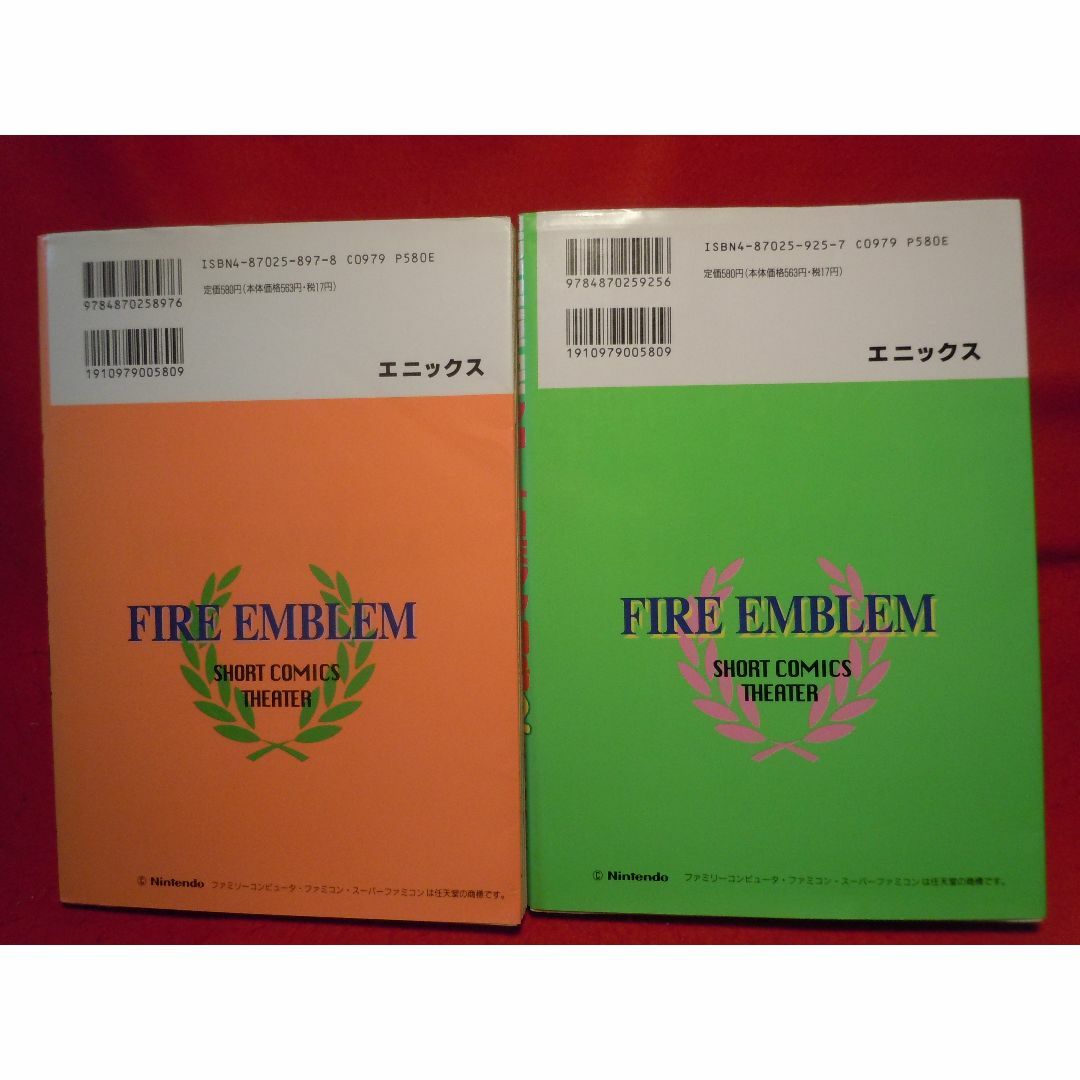 ISBN4-87025-897-8 C0979 P580E
9784870258976
定価580円(本体価格563円・税17円)
1910979005809
エニックス
FIRE EMBLEM
SHORT COMICS
THEATER
© Nintendo ファミリーコンピュータ・ファミコン・スーパーファミコンは任天堂の商標です。
ISBN4-87025-925-7 C0979 P580E
9784870259256
定価580円(本体価格563円・税17円)
1910979005809
エニックス
FIRE EMBLEM
SHORT COMICS
THEATER
© Nintendo ファミリーコンピュータ・ファミコン・スーパーファミコンは任天堂の商標です。